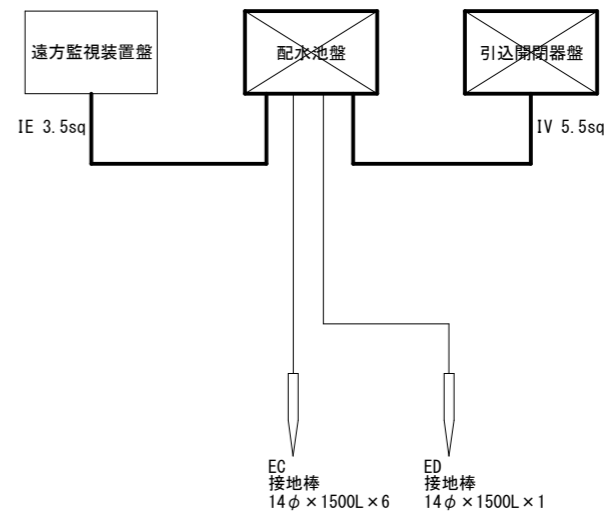 遠方監視装置盤
配水池盤
引込開閉器盤
IE 3.5sq
IV 5.5sq
EC
接地棒
14φ×1500L×6
ED
接地棒
14φ×1500L×1